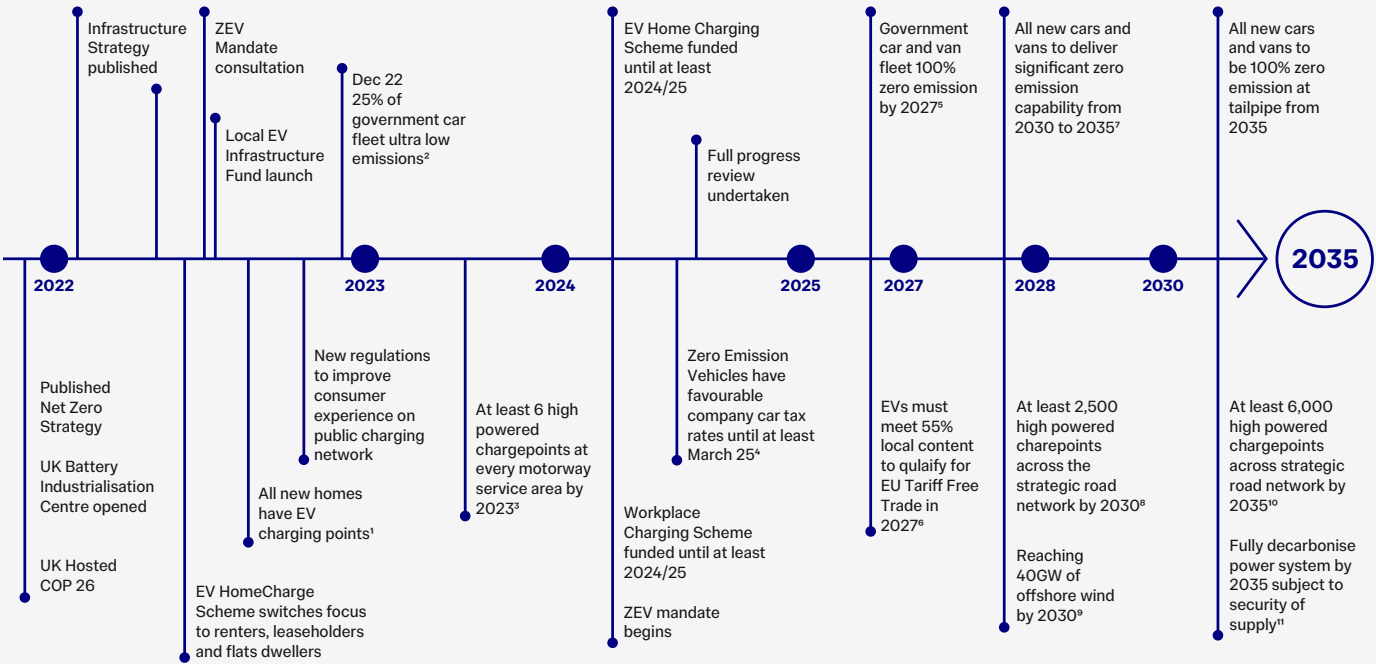 Infrastructure
Strategy
published
ZEV
Mandate
consultation
Local EV
Infrastructure
Fund launch
Dec 22
25% of
government car
fleet ultra low
emissions²
EV Home Charging
Scheme funded
until at least
2024/25
Full progress
review
undertaken
Government
car and van
fleet 100%
zero emission
by 2027⁵
All new cars and
vans to deliver
significant zero
emission
capability from
2030 to 2035⁷
All new cars
and vans to
be 100% zero
emission at
tailpipe from
2035
2022
2023
2024
2025
2027
2028
2030
2035
Published
Net Zero
Strategy
UK Battery
Industrialisation
Centre opened
UK Hosted
COP 26
EV HomeCharge
Scheme switches focus
to renters, leaseholders
and flats dwellers
All new homes
have EV
charging points¹
New regulations
to improve
consumer
experience on
public charging
network
At least 6 high
powered
chargepoints at
every motorway
service area by
2023³
Workplace
Charging Scheme
funded until at least
2024/25
ZEV mandate
begins
Zero Emission
Vehicles have
favourable
company car tax
rates until at least
March 25⁴
EVs must
meet 55%
local content
to qulaify for
EU Tariff Free
Trade in
2027⁶
At least 2,500
high powered
charepoints
across the
strategic road
network by 2030⁸
Reaching
40GW of
offshore wind
by 2030⁹
At least 6,000
high powered
chargepoints
across strategic
road network by
2035¹⁰
Fully decarbonise
power system by
2035 subject to
security of
supply¹¹